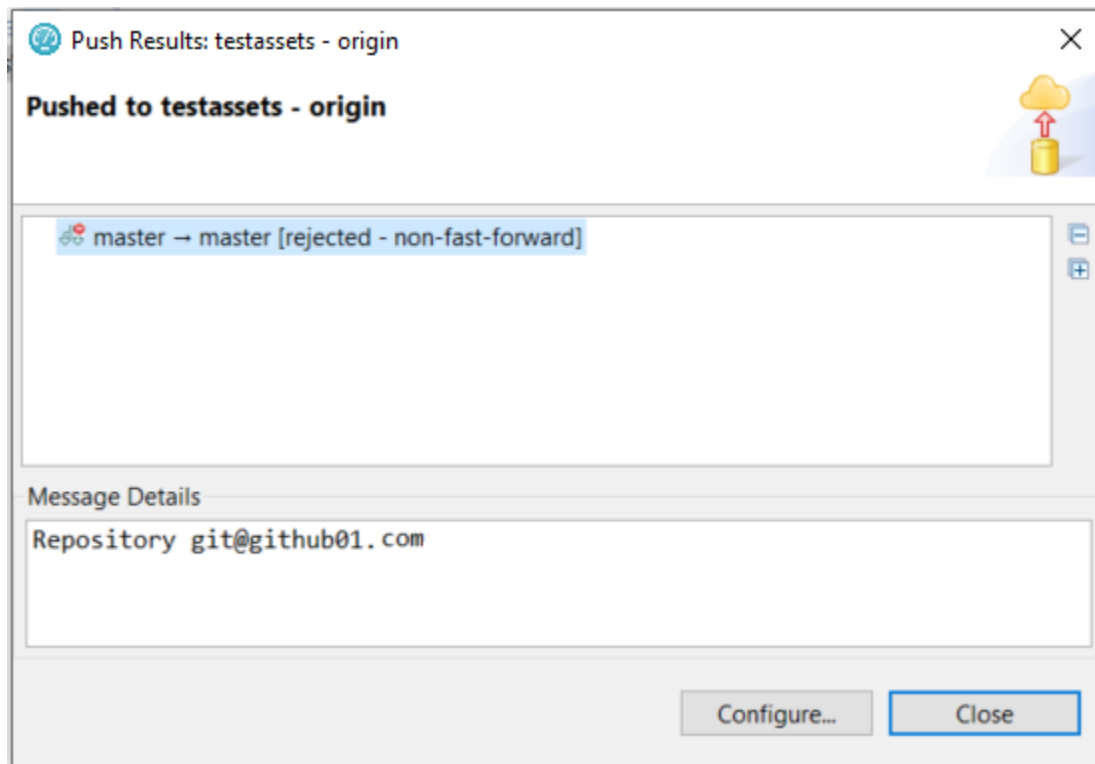 Push Results: testassets - origin
Pushed to testassets - origin
master → master [rejected - non-fast-forward]
Message Details
Repository git@github01.com
Configure...
Close